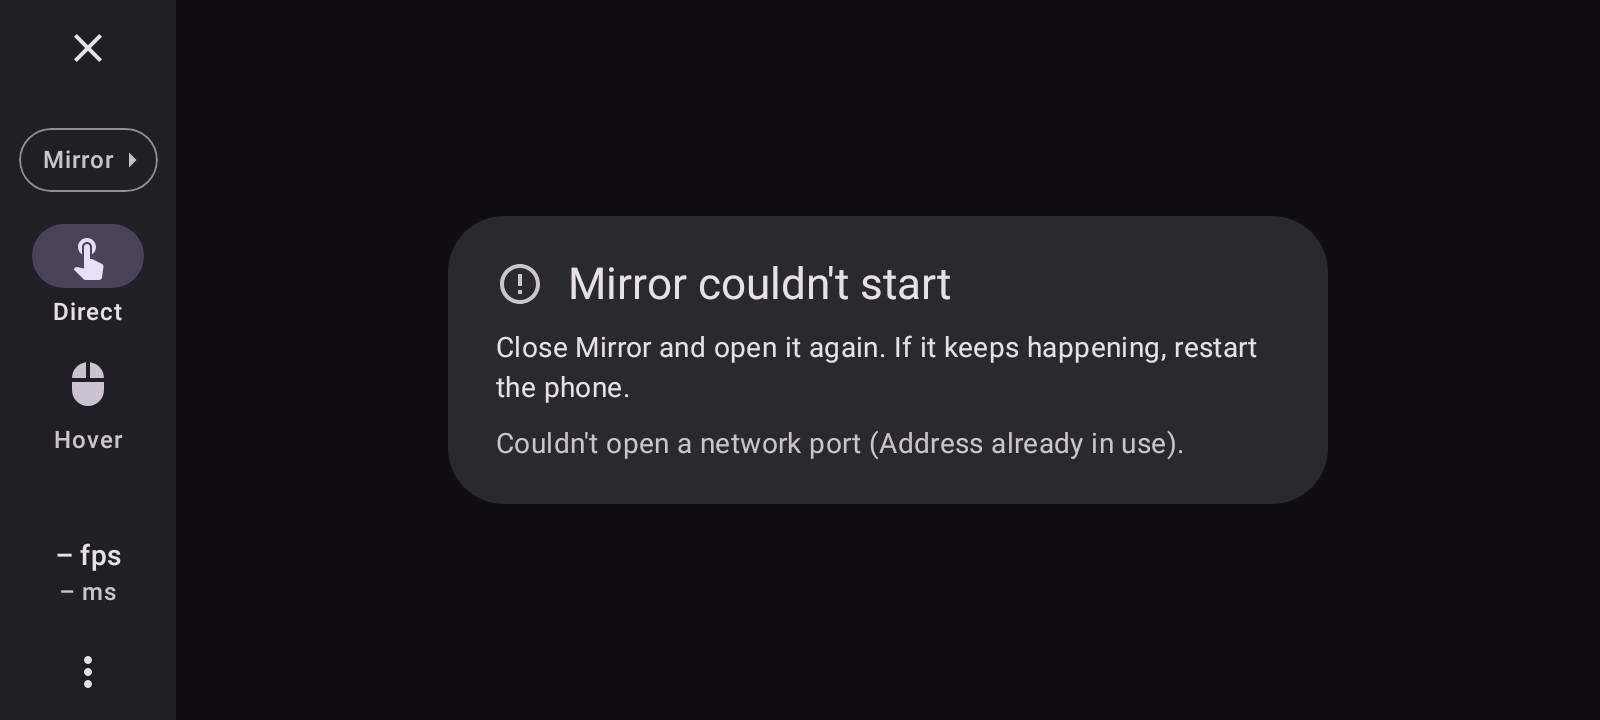 Mirror
Direct
Hover
– fps
– ms
Mirror couldn't start
Close Mirror and open it again. If it keeps happening, restart
the phone.
Couldn't open a network port (Address already in use).